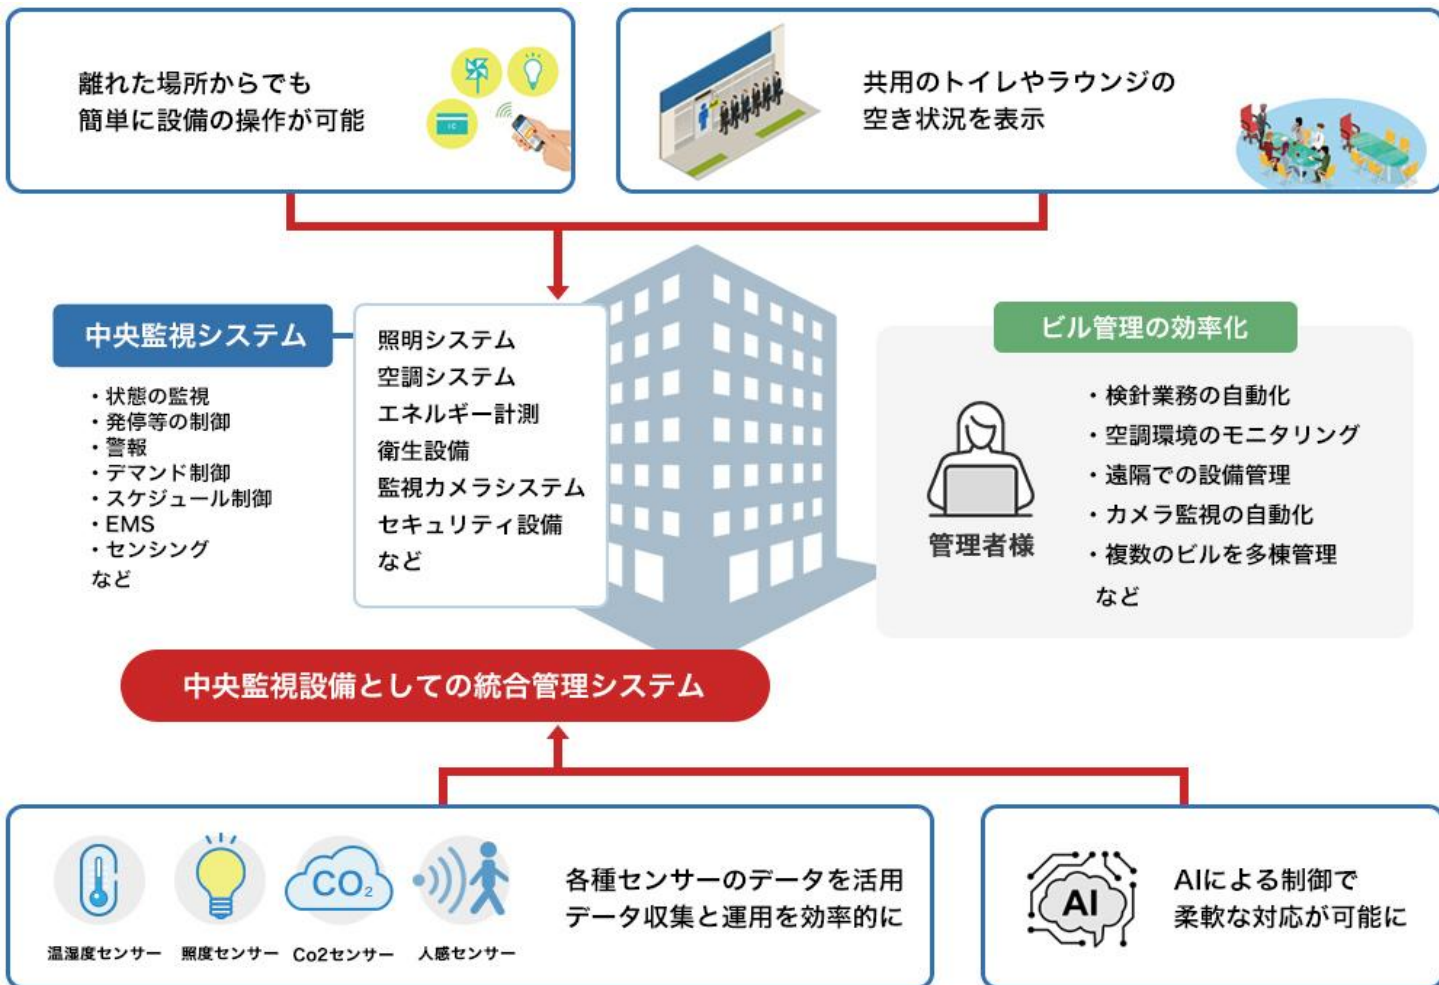 離れた場所からでも
簡単に設備の操作が可能
IC
共用のトイレやラウンジの
空き状況を表示
中央監視システム
・状態の監視
・発停等の制御
・警報
・デマンド制御
・スケジュール制御
・EMS
・センシング
など
照明システム
空調システム
エネルギー計測
衛生設備
監視カメラシステム
セキュリティ設備
など
ビル管理の効率化
管理者様
・検針業務の自動化
・空調環境のモニタリング
・遠隔での設備管理
・カメラ監視の自動化
・複数のビルを多棟管理
など
中央監視設備としての統合管理システム
CO₂
温湿度センサー
照度センサー
Co2センサー
人感センサー
各種センサーのデータを活用
データ収集と運用を効率的に
AI
AIによる制御で
柔軟な対応が可能に